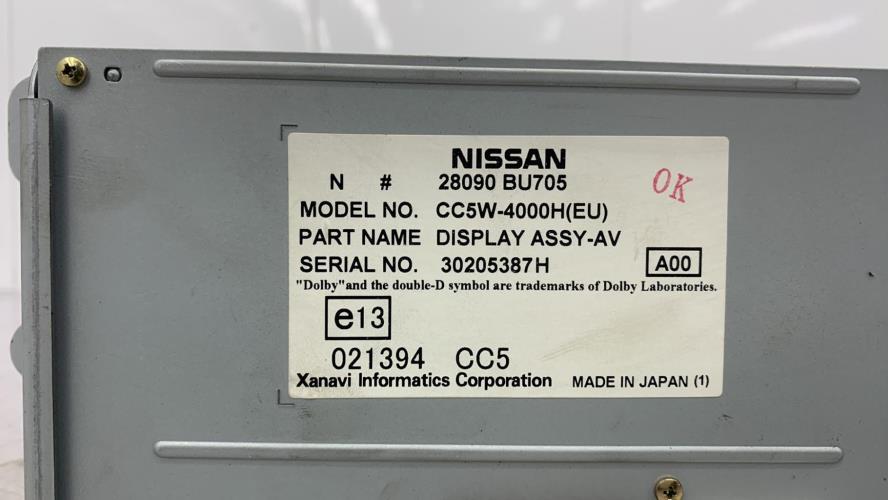 NISSAN
N # 28090 BU705
OK
MODEL NO. CC5W-4000H(EU)
PART NAME DISPLAY ASSY-AV
SERIAL NO. 30205387H A00
"Dolby"and the double-D symbol are trademarks of Dolby Laboratories.
e13
021394 CC5
Xanavi Informatics Corporation MADE IN JAPAN (1)